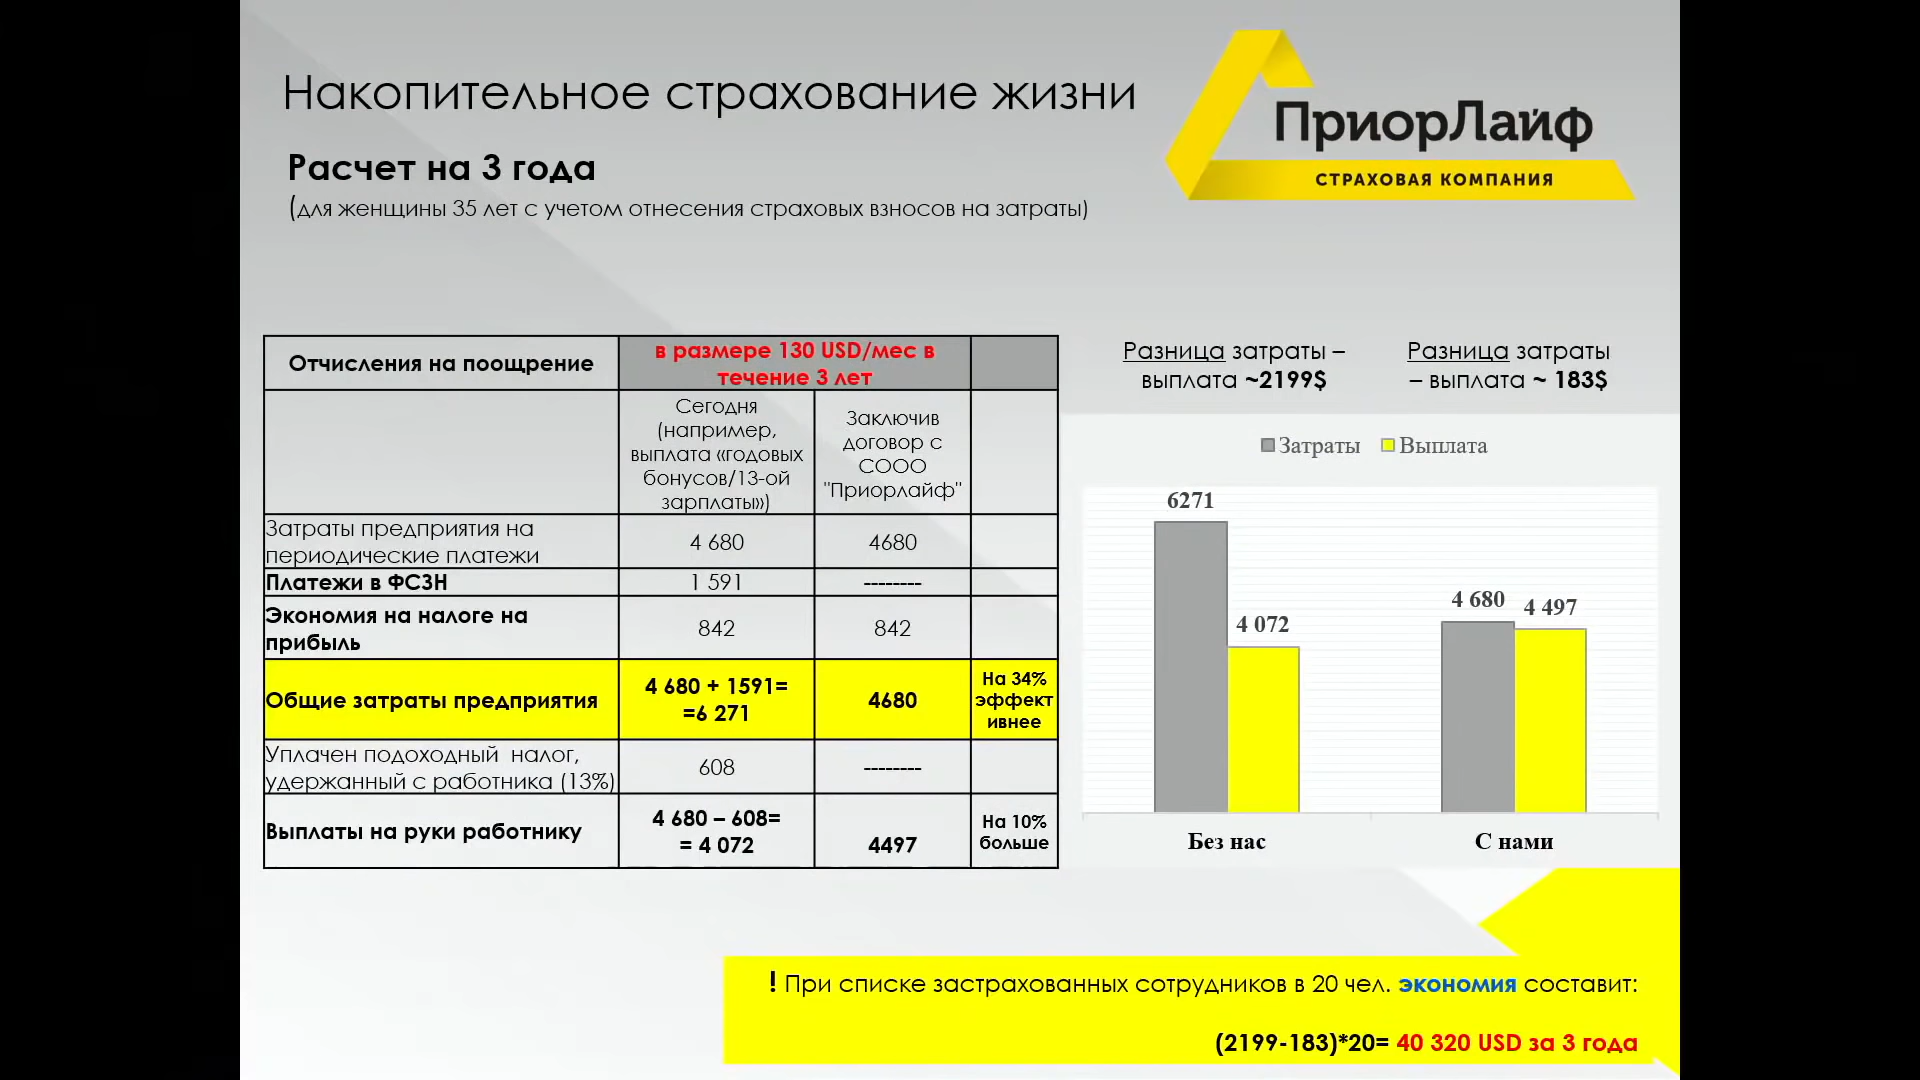 Накопительное страхование жизни
ПриорЛайф
СТРАХОВАЯ КОМПАНИЯ
Расчет на 3 года
(для женщины 35 лет с учетом отнесения страховых взносов на затраты)
Отчисления на поощрение
в размере 130 USD/мес в
течение 3 лет
Сегодня
(например,
выплата «годовых
бонусов/13-ой
зарплаты»)
Заключив
договор с
СООО
"Приорлайф"
Затраты предприятия на
периодические платежи
4 680
4680
Платежи в ФСЗН
1 591
--------
Экономия на налоге на
прибыль
842
842
Общие затраты предприятия
4 680 + 1591=
=6 271
4680
На 34%
эффект
ивнее
Уплачен подоходный  налог,
удержанный с работника (13%)
608
--------
Выплаты на руки работнику
4 680 – 608=
= 4 072
4497
На 10%
больше
Разница затраты –
выплата ~2199$
Разница затраты
– выплата ~ 183$
Затраты
Выплата
6271
4 072
4 680
4 497
Без нас
С нами
! При списке застрахованных сотрудников в 20 чел. экономия составит:
(2199-183)*20= 40 320 USD за 3 года